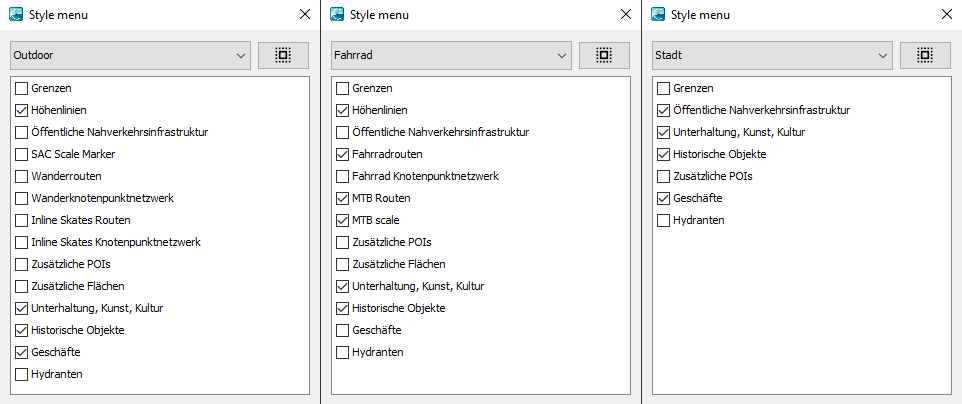 Style menu
Outdoor
Grenzen
Höhenlinien
Öffentliche Nahverkehrsinfrastruktur
SAC Scale Marker
Wanderrouten
Wanderknotenpunktnetzwerk
Inline Skates Routen
Inline Skates Knotenpunktnetzwerk
Zusätzliche POIs
Zusätzliche Flächen
Unterhaltung, Kunst, Kultur
Historische Objekte
Geschäfte
Hydranten
Style menu
Fahrrad
Grenzen
Höhenlinien
Öffentliche Nahverkehrsinfrastruktur
Fahrradrouten
Fahrrad Knotenpunktnetzwerk
MTB Routen
MTB scale
Zusätzliche POIs
Zusätzliche Flächen
Unterhaltung, Kunst, Kultur
Historische Objekte
Geschäfte
Hydranten
Style menu
Stadt
Grenzen
Öffentliche Nahverkehrsinfrastruktur
Unterhaltung, Kunst, Kultur
Historische Objekte
Zusätzliche POIs
Geschäfte
Hydranten